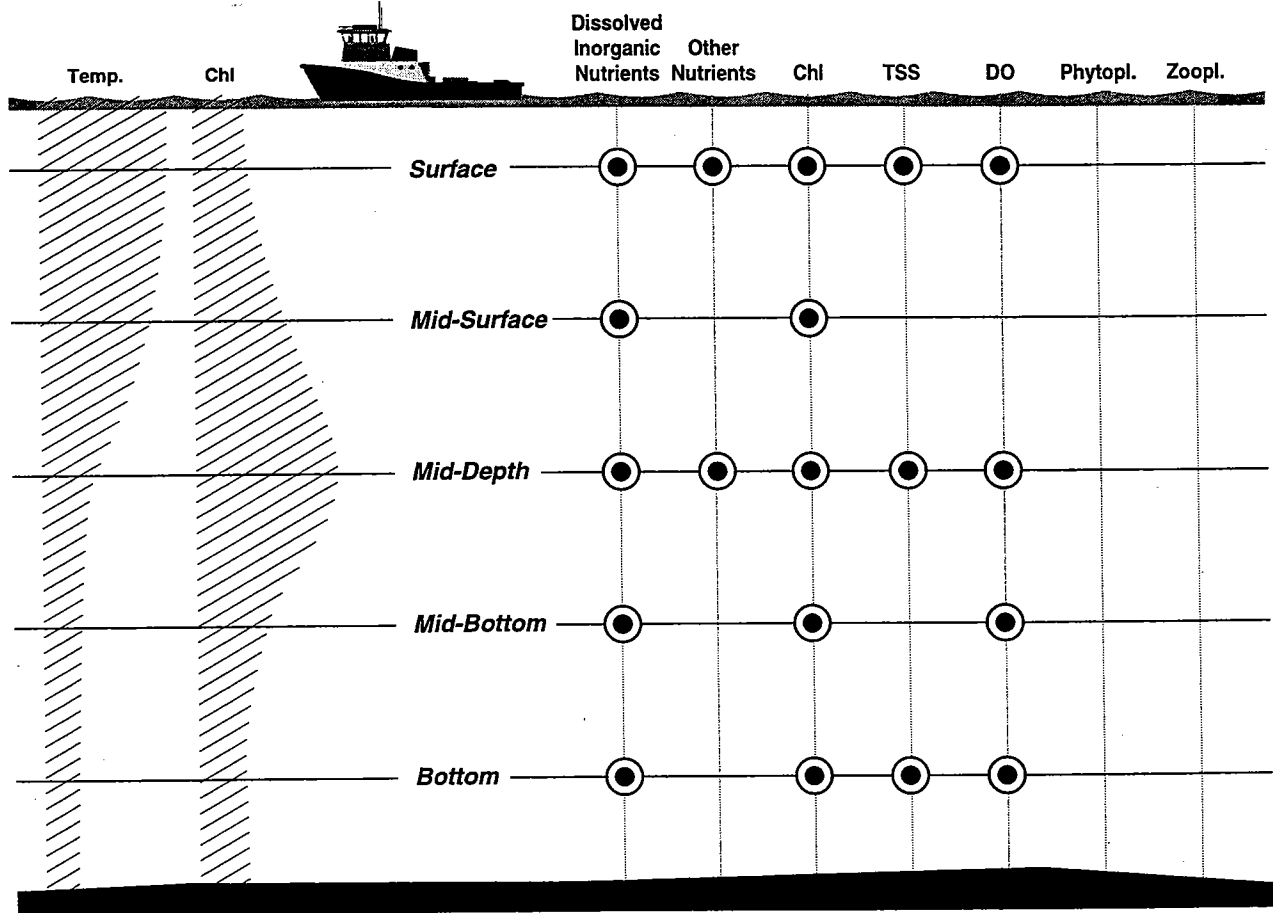 Temp.
Chl
Dissolved
Inorganic
Nutrients
Other
Nutrients
Chl
TSS
DO
Phytopl.
Zoopl.
Surface
Mid-Surface
Mid-Depth
Mid-Bottom
Bottom